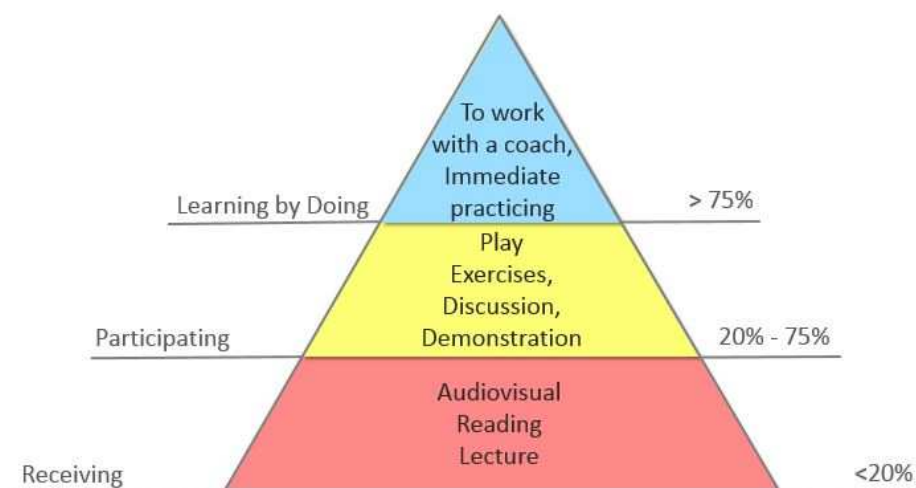 To work
with a coach,
Immediate
practicing
Learning by Doing
> 75%
Play
Exercises,
Discussion,
Demonstration
Participating
20% - 75%
Audiovisual
Reading
Lecture
Receiving
<20%